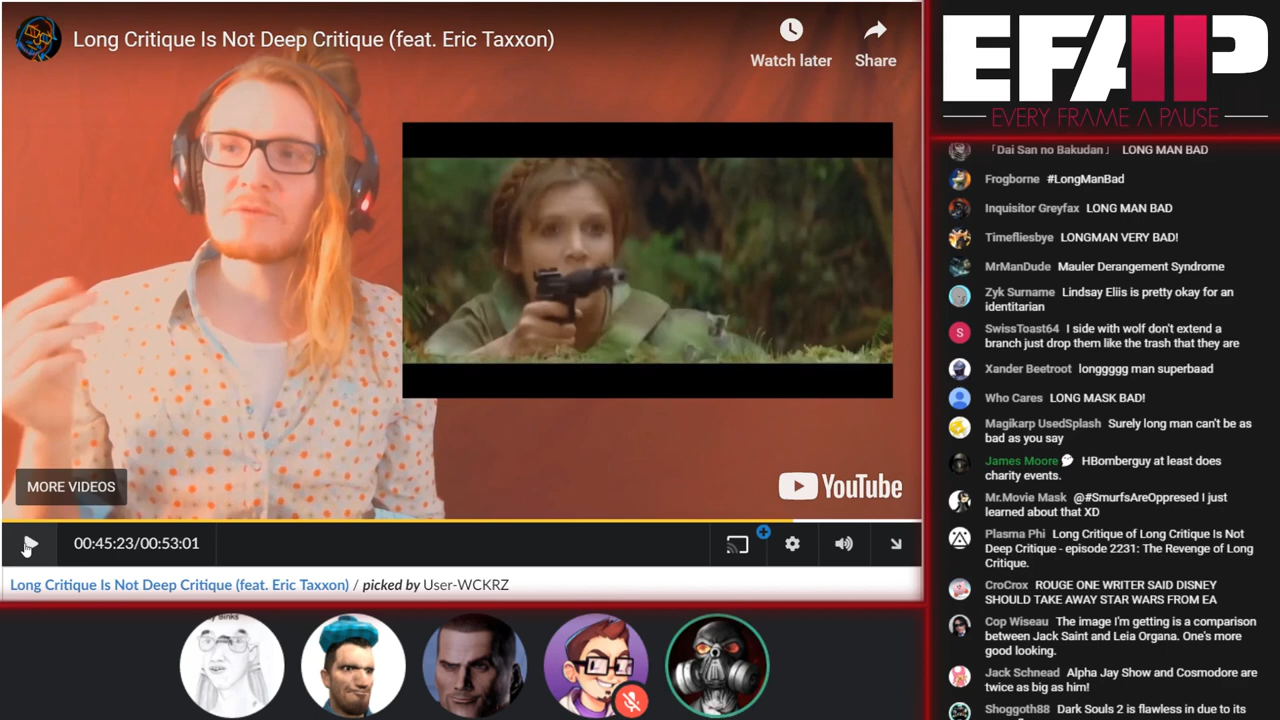 Long Critique Is Not Deep Critique (feat. Eric Taxxon)
Watch later
Share
MORE VIDEOS
YouTube
00:45:23/00:53:01
Long Critique Is Not Deep Critique (feat. Eric Taxxon) / picked by User-WCKRZ
EFAP
EVERY FRAME A PAUSE
「Dai San no Bakudan」 LONG MAN BAD
Frogborne #LongManBad
Inquisitor Greyfax LONG MAN BAD
Timefliesbye LONGMAN VERY BAD!
MrManDude Mauler Derangement Syndrome
Zyk Surname Lindsay Eliis is pretty okay for an
identitarian
S
SwissToast64 I side with wolf don't extend a
branch just drop them like the trash that they are
Xander Beetroot longgggg man superbaad
Who Cares LONG MASK BAD!
Magikarp UsedSplash Surely long man can't be as
bad as you say
James Moore HBomberguy at least does
charity events.
Mr.Movie Mask @#SmurfsAreOppresed I just
learned about that XD
Plasma Phi Long Critique of Long Critique Is Not
Deep Critique - episode 2231: The Revenge of Long
Critique.
CroCrox ROUGE ONE WRITER SAID DISNEY
SHOULD TAKE AWAY STAR WARS FROM EA
Cop Wiseau The image I'm getting is a comparison
between Jack Saint and Leia Organa. One's more
good looking.
Jack Schnead Alpha Jay Show and Cosmodore are
twice as big as him!
Shoggoth88 Dark Souls 2 is flawless in due to its